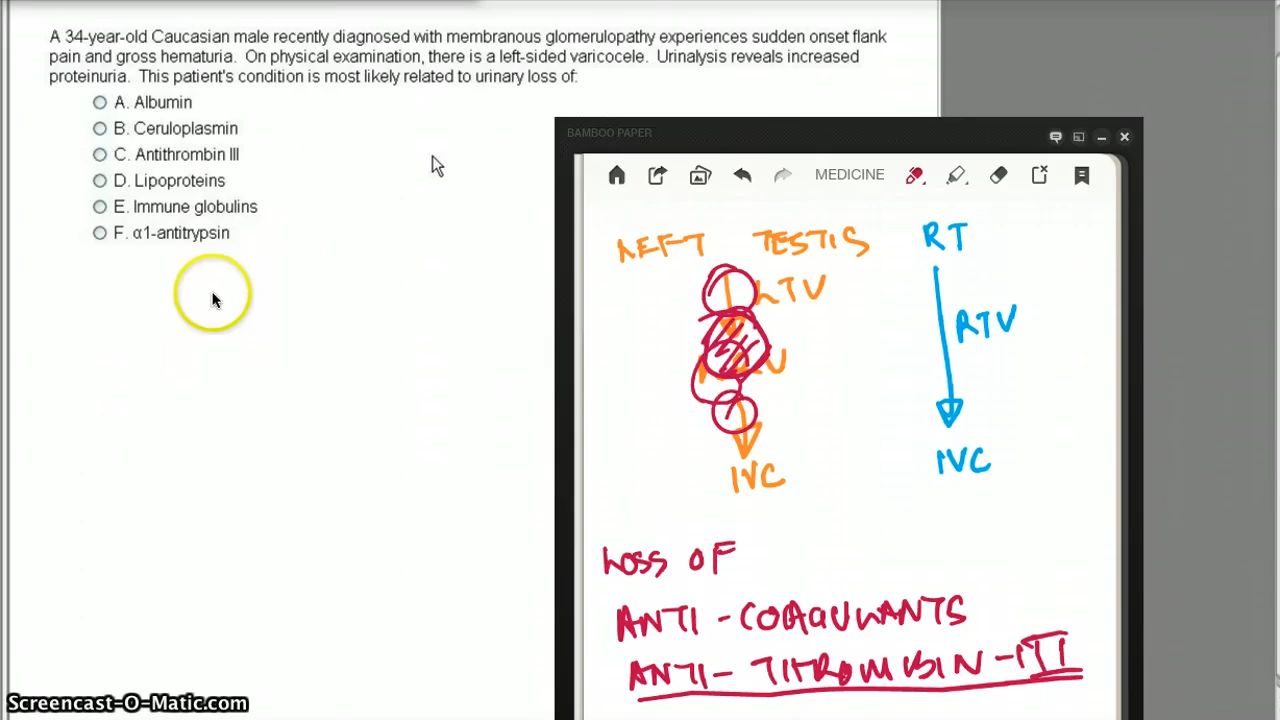 A 34-year-old Caucasian male recently diagnosed with membranous glomerulopathy experiences sudden onset flank
pain and gross hematuria. On physical examination, there is a left-sided varicocele. Urinalysis reveals increased
proteinuria. This patient's condition is most likely related to urinary loss of:
A. Albumin
B. Ceruloplasmin
C. Antithrombin III
D. Lipoproteins
E. Immune globulins
F. α1-antitrypsin
BAMBOO PAPER
MEDICINE
LEFT TESTIS
LTV
IVC
RT
RTV
IVC
LOSS OF
ANTI-COAGULANTS
ANTI-THROMBIN-III
Screencast-O-Matic.com